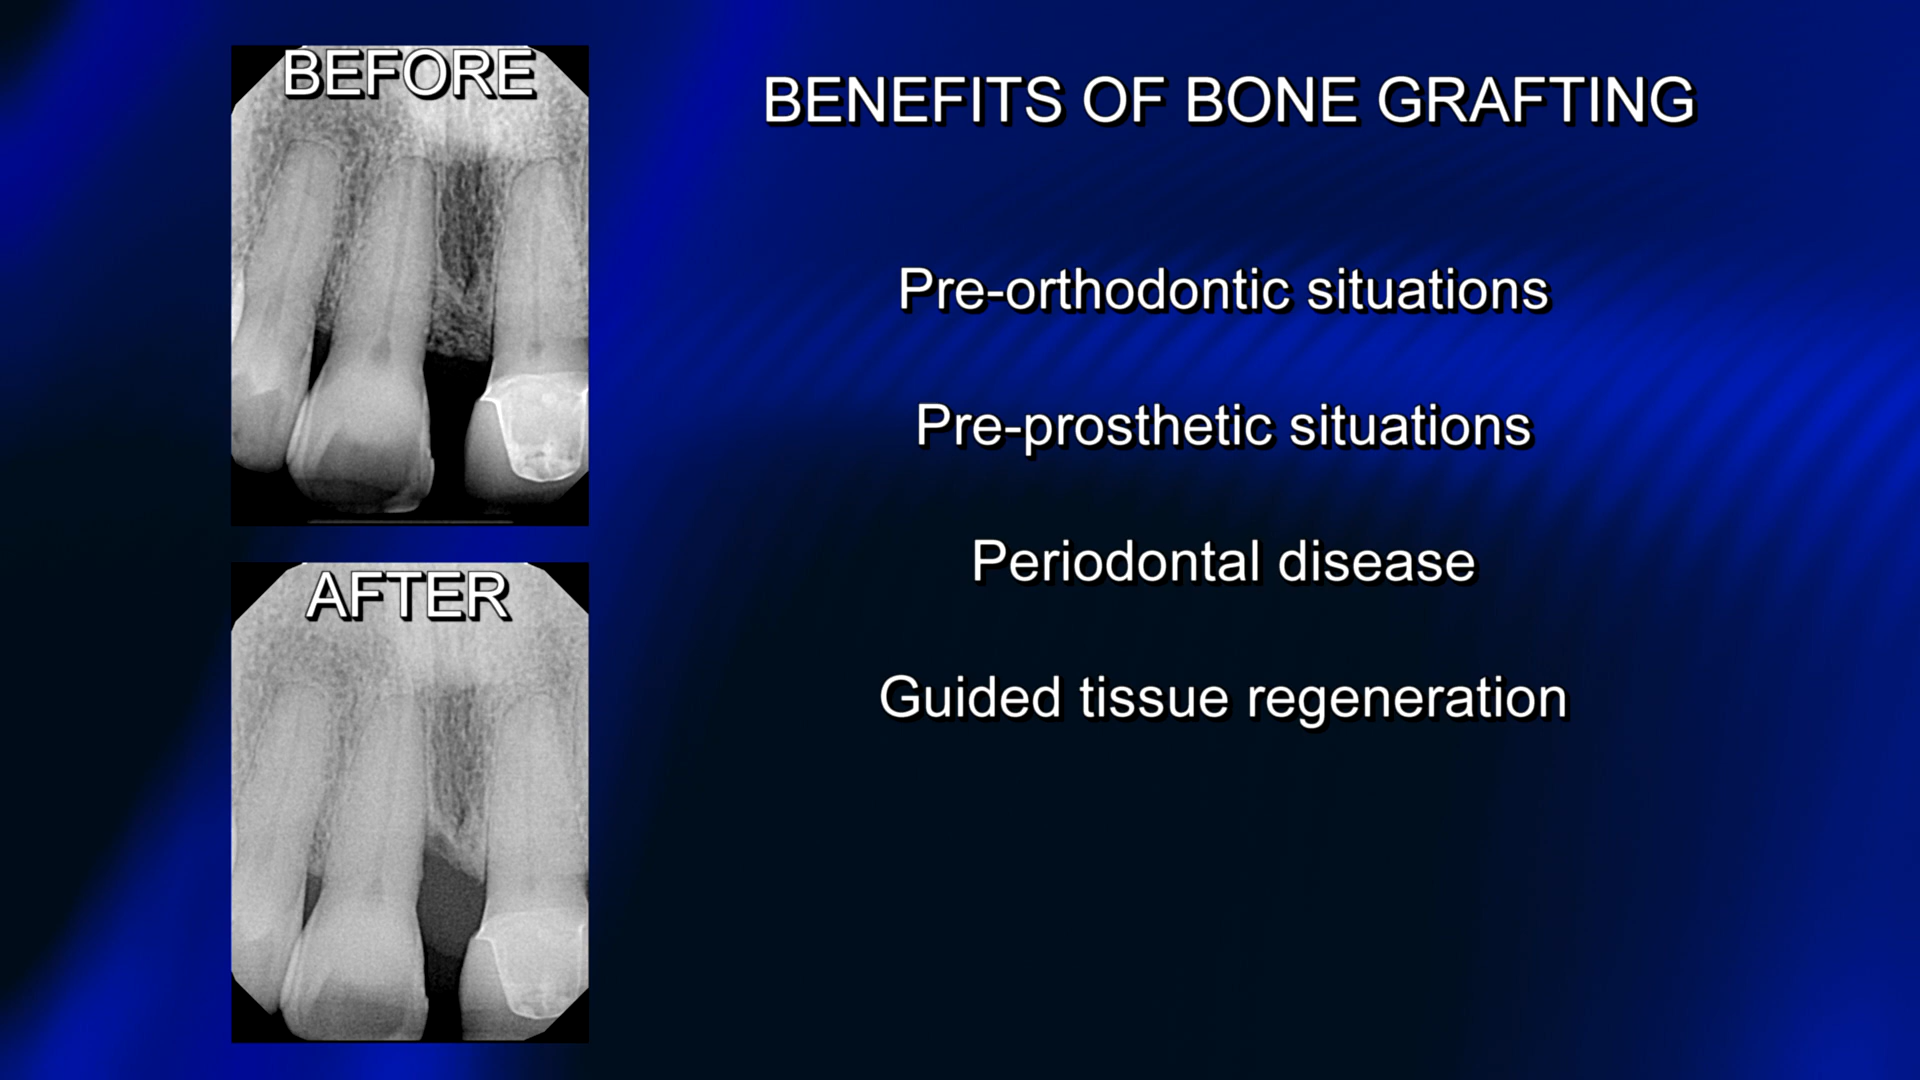 BEFORE
BENEFITS OF BONE GRAFTING
Pre-orthodontic situations
Pre-prosthetic situations
Periodontal disease
Guided tissue regeneration
AFTER